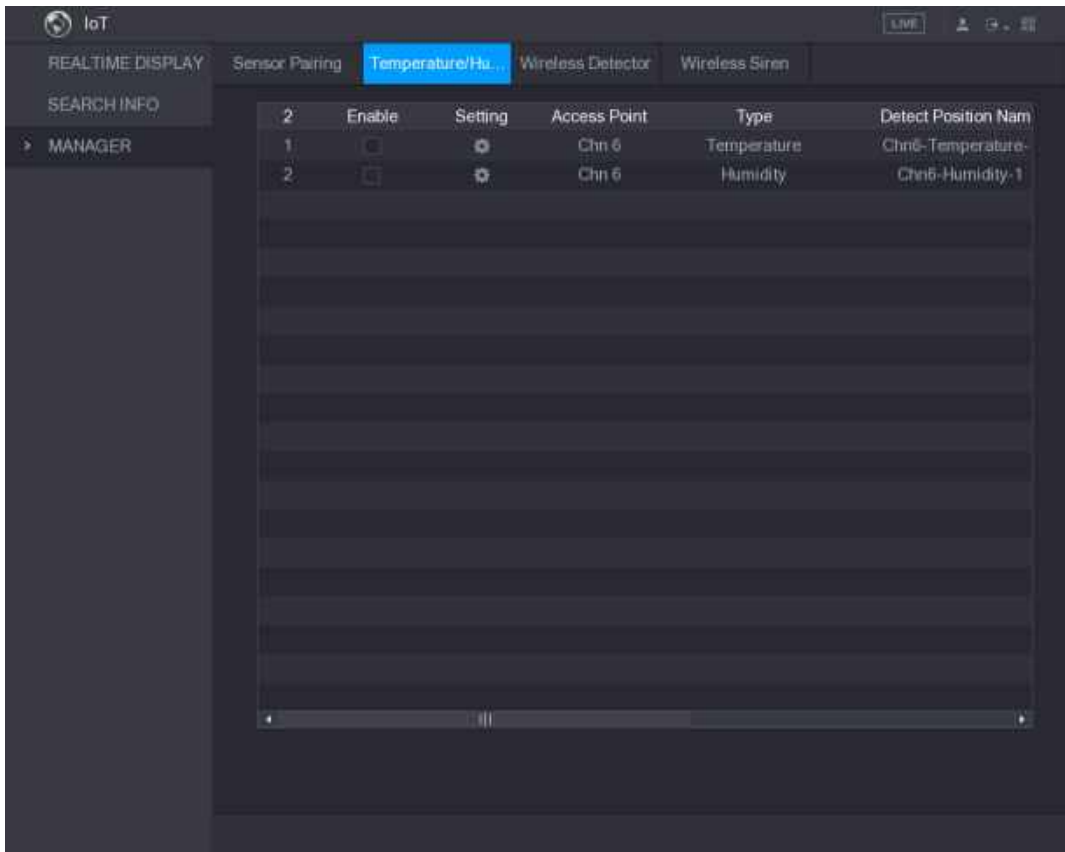 IoT
LIVE
REALTIME DISPLAY
SEARCH INFO
MANAGER
Sensor Pairing Temperature/Hu... Wireless Detector Wireless Siren
2 Enable Setting Access Point Type Detect Position Nam
1 Chn 6 Temperature Chn6-Temperature-
2 Chn 6 Humidity Chn6-Humidity-1